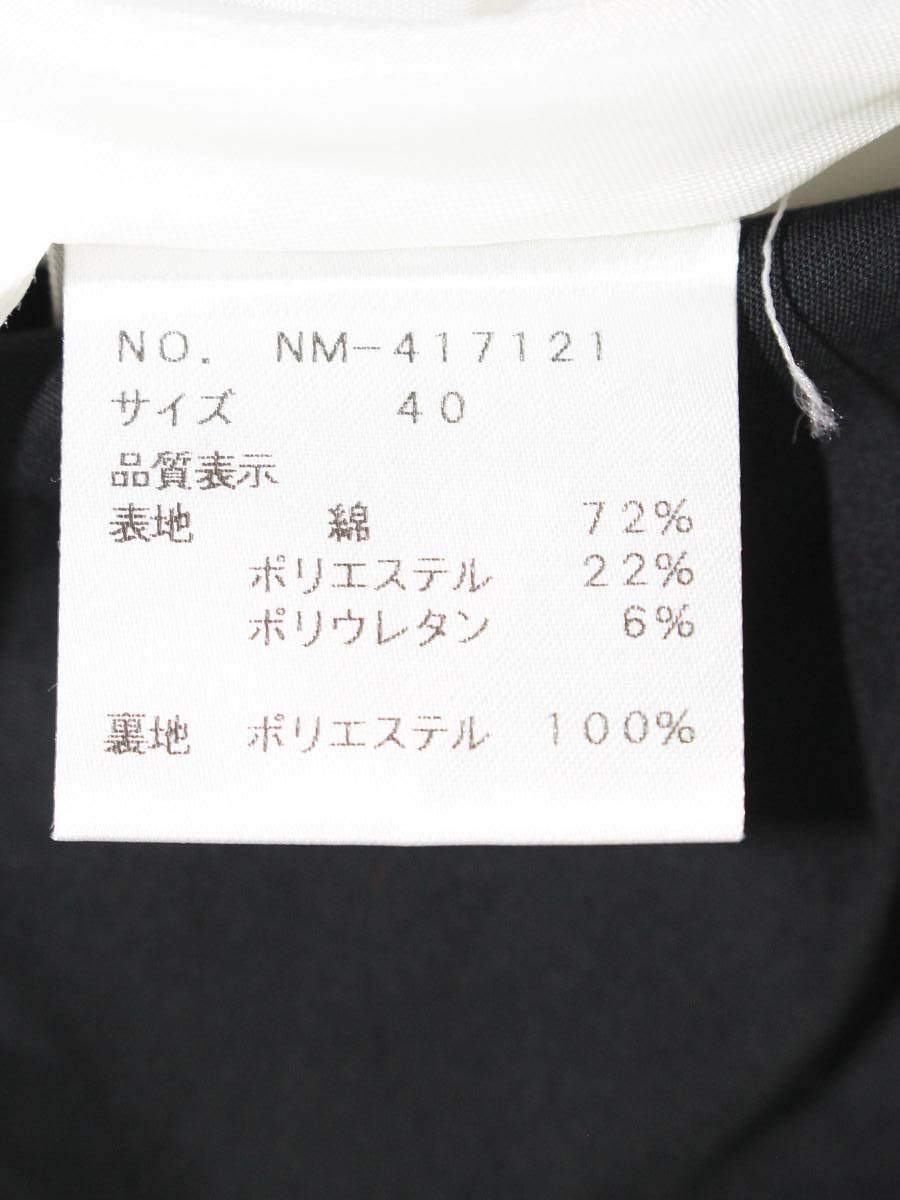 NO. NM-417121
サイズ 40
品質表示
表地 綿 72%
ポリエステル 22%
ポリウレタン 6%
裏地 ポリエステル 100%